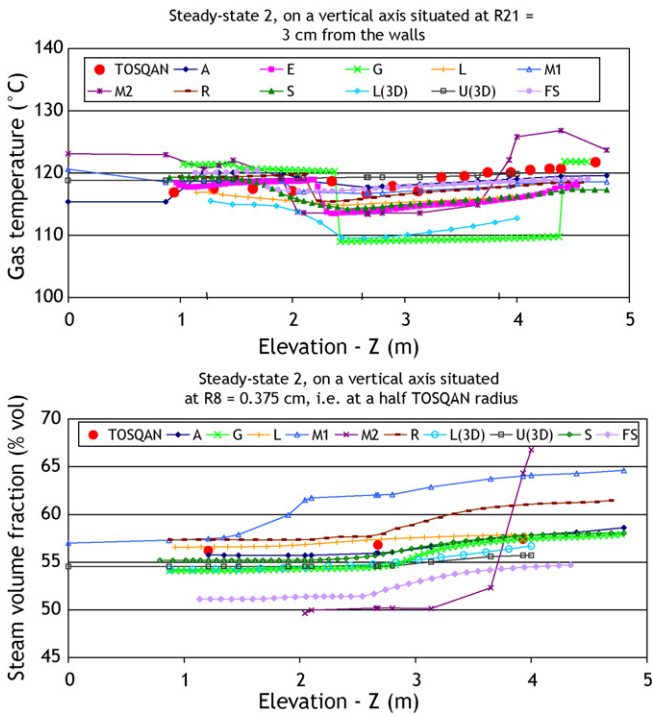 Steady-state 2, on a vertical axis situated at R21 =
3 cm from the walls
Gas temperature (°C)
140
130
120
110
100
TOSQAN A E G L M1
M2 R S L(3D) U(3D) FS
0 1 2 3 4 5
Elevation - Z (m)
Steady-state 2, on a vertical axis situated
at R8 = 0.375 cm, i.e. at a half TOSQAN radius
Steam volume fraction (% vol)
70
65
60
55
50
45
TOSQAN A G L M1 M2 R L(3D) U(3D) S FS
0 1 2 3 4 5
Elevation - Z (m)